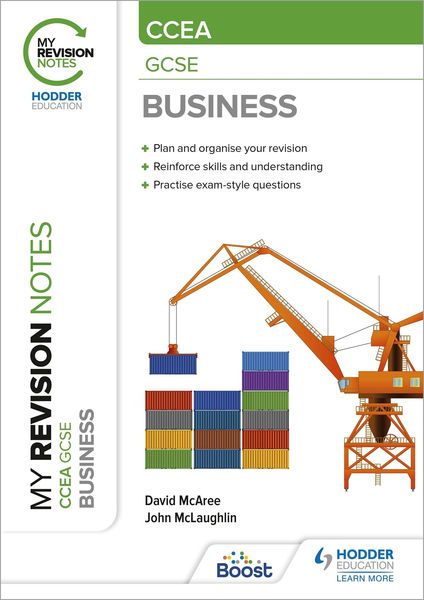 MY
REVISION
NOTES
HODDER
EDUCATION
CCEA
GCSE
BUSINESS
Plan and organise your revision
Reinforce skills and understanding
Practise exam-style questions
MY REVISION NOTES
CCEA GCSE
BUSINESS
David McAree
John McLaughlin
Boost
HODDER
EDUCATION
LEARN MORE